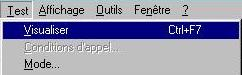 Test Affichage Outils Fenêtre ?
Visualiser Ctrl+F7
Conditions d'appel...
Mode...